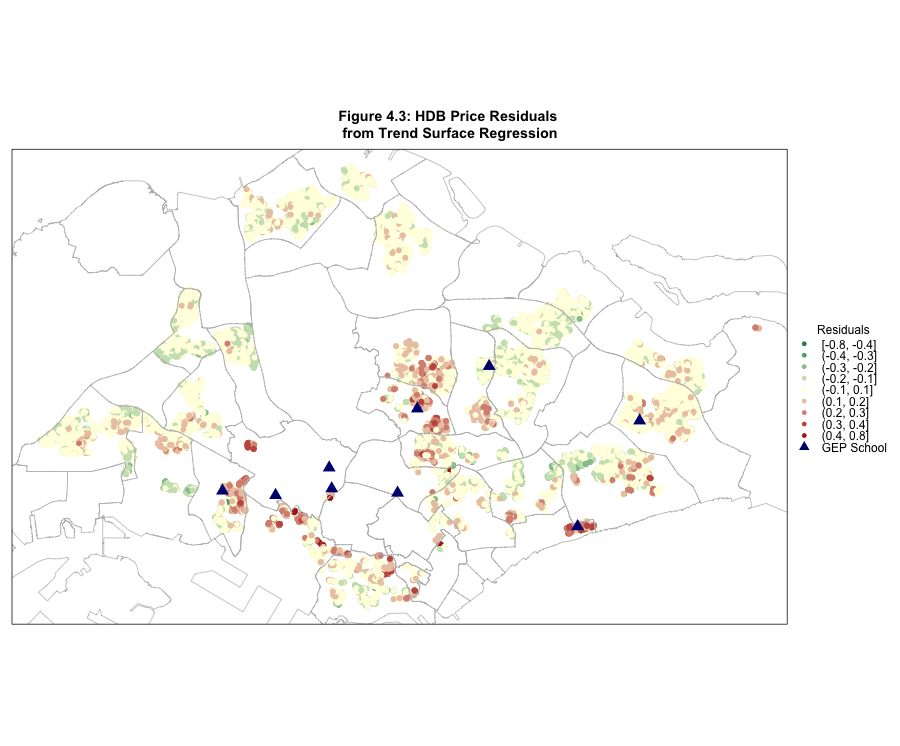 Figure 4.3: HDB Price Residuals
from Trend Surface Regression
Residuals
[-0.8, -0.4]
(-0.4, -0.3]
(-0.3, -0.2]
(-0.2, -0.1]
(-0.1, 0.1]
(0.1, 0.2]
(0.2, 0.3]
(0.3, 0.4]
(0.4, 0.8]
GEP School